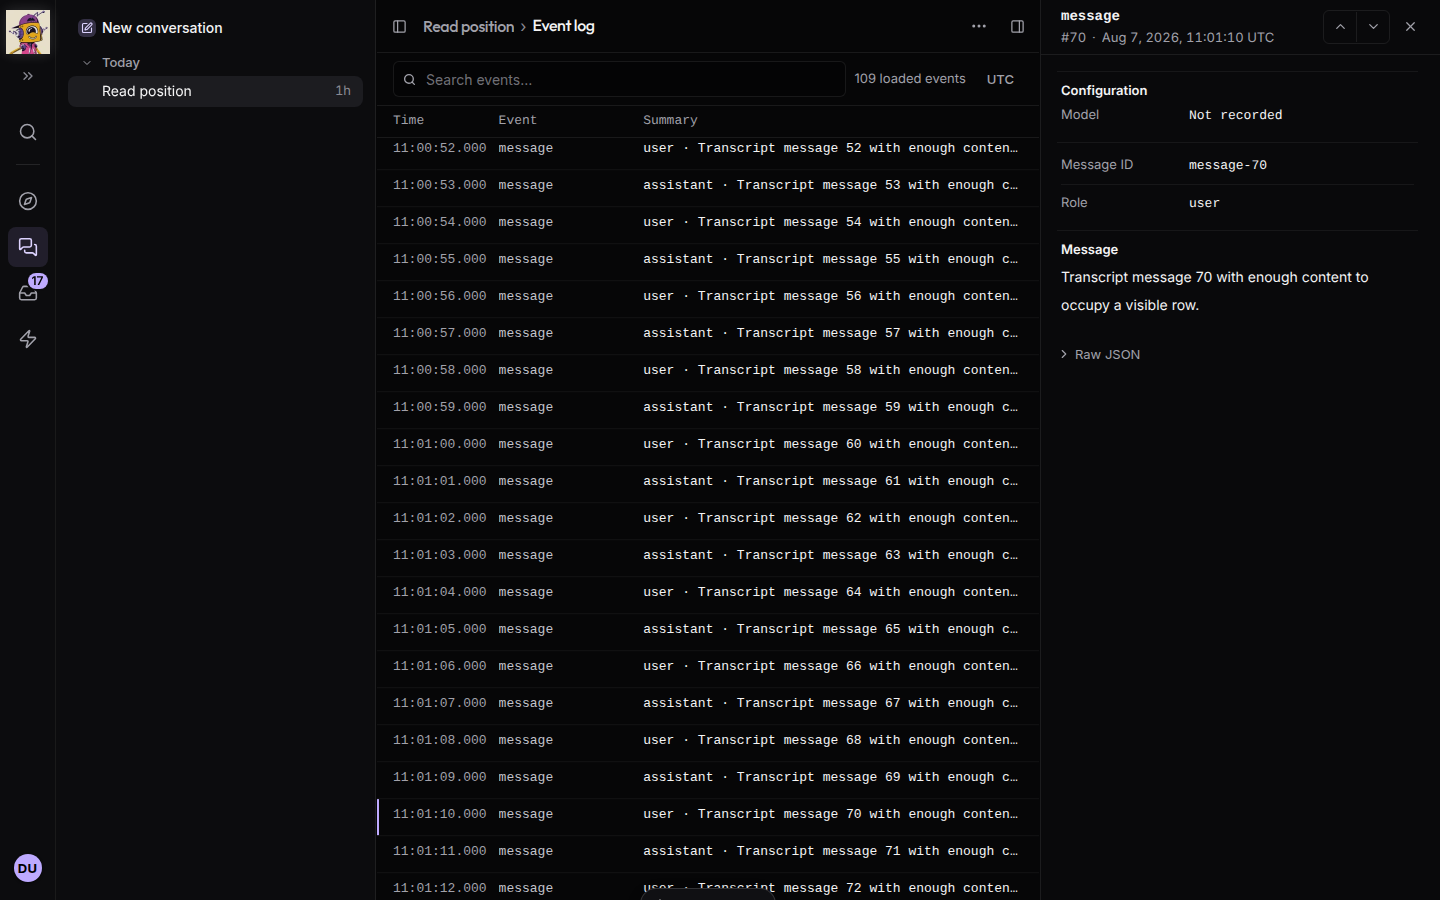 New conversation
Today
Read position 1h
17
DU
Read position › Event log
Search events...
109 loaded events
UTC
Time Event Summary
11:00:52.000 message user · Transcript message 52 with enough conten…
11:00:53.000 message assistant · Transcript message 53 with enough c…
11:00:54.000 message user · Transcript message 54 with enough conten…
11:00:55.000 message assistant · Transcript message 55 with enough c…
11:00:56.000 message user · Transcript message 56 with enough conten…
11:00:57.000 message assistant · Transcript message 57 with enough c…
11:00:58.000 message user · Transcript message 58 with enough conten…
11:00:59.000 message assistant · Transcript message 59 with enough c…
11:01:00.000 message user · Transcript message 60 with enough conten…
11:01:01.000 message assistant · Transcript message 61 with enough c…
11:01:02.000 message user · Transcript message 62 with enough conten…
11:01:03.000 message assistant · Transcript message 63 with enough c…
11:01:04.000 message user · Transcript message 64 with enough conten…
11:01:05.000 message assistant · Transcript message 65 with enough c…
11:01:06.000 message user · Transcript message 66 with enough conten…
11:01:07.000 message assistant · Transcript message 67 with enough c…
11:01:08.000 message user · Transcript message 68 with enough conten…
11:01:09.000 message assistant · Transcript message 69 with enough c…
11:01:10.000 message user · Transcript message 70 with enough conten…
11:01:11.000 message assistant · Transcript message 71 with enough c…
11:01:12.000 message user · Transcript message 72 with enough conten…
message
#70 · Aug 7, 2026, 11:01:10 UTC
Configuration
Model Not recorded
Message ID message-70
Role user
Message
Transcript message 70 with enough content to
occupy a visible row.
Raw JSON